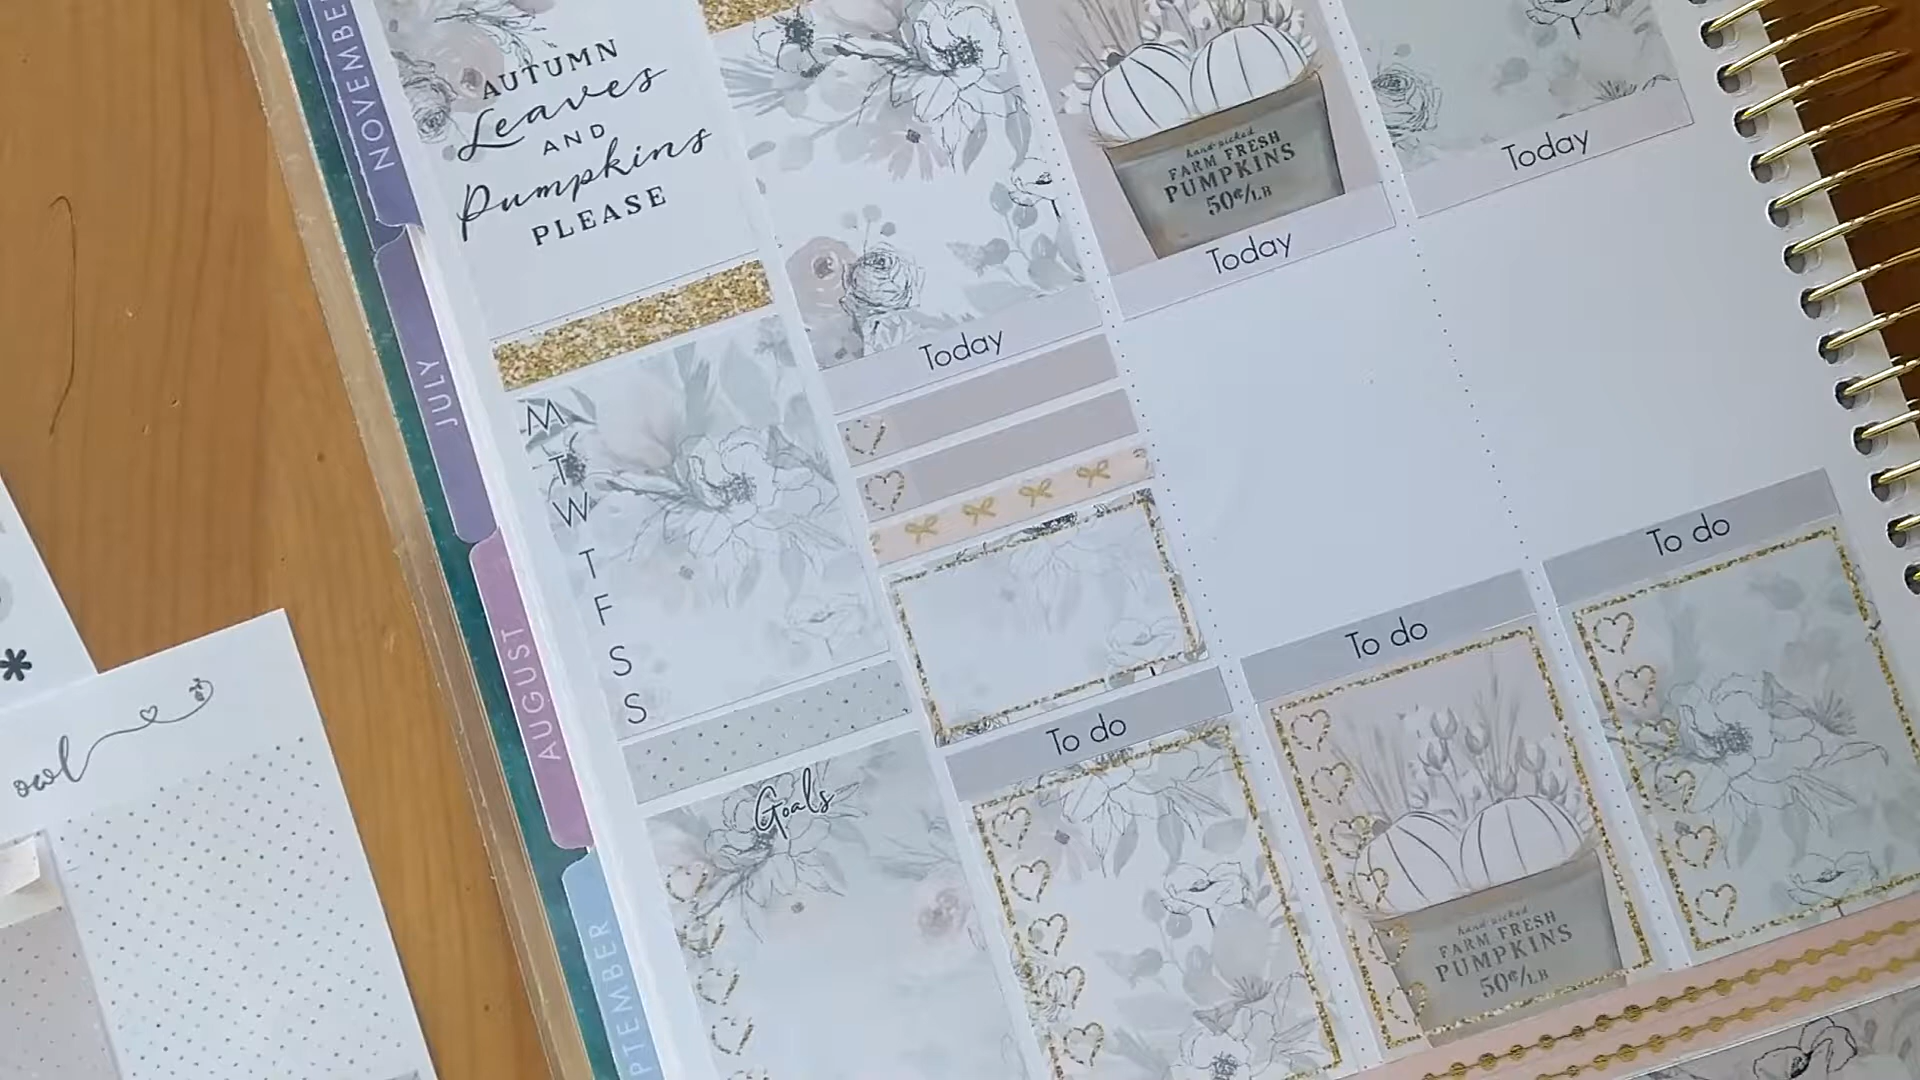 NOVEMBE
JULY
AUGUST
PTEMBER
AUTUMN
Leaves
AND
Pumpkins
PLEASE
M
T
W
T
F
S
S
Goals
Today
To do
hand-picked
FARM FRESH
PUMPKINS
50¢/LB
Today
To do
hand-picked
FARM FRESH
PUMPKINS
50¢/LB
Today
To do
owl
*